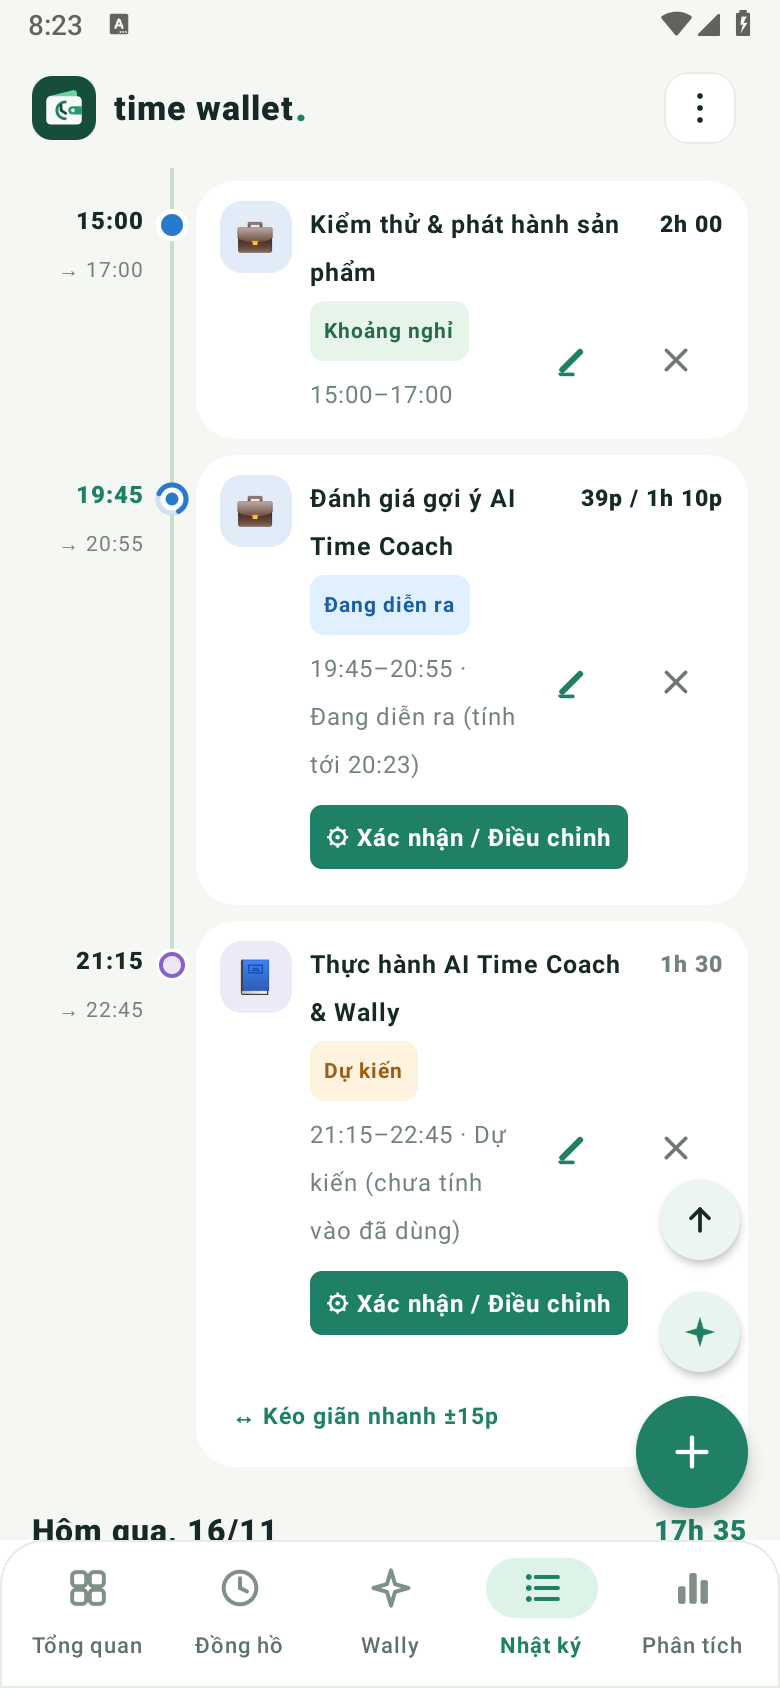 8:23
time wallet.
15:00
→ 17:00
Kiểm thử & phát hành sản
phẩm
2h 00
Khoảng nghỉ
15:00–17:00
19:45
→ 20:55
Đánh giá gợi ý AI
Time Coach
39p / 1h 10p
Đang diễn ra
19:45–20:55 ·
Đang diễn ra (tính
tới 20:23)
⚙ Xác nhận / Điều chỉnh
21:15
→ 22:45
Thực hành AI Time Coach
& Wally
1h 30
Dự kiến
21:15–22:45 · Dự
kiến (chưa tính
vào đã dùng)
⚙ Xác nhận / Điều chỉnh
↔ Kéo giãn nhanh ±15p
Hôm qua, 16/11
17h 35
Tổng quan
Đồng hồ
Wally
Nhật ký
Phân tích